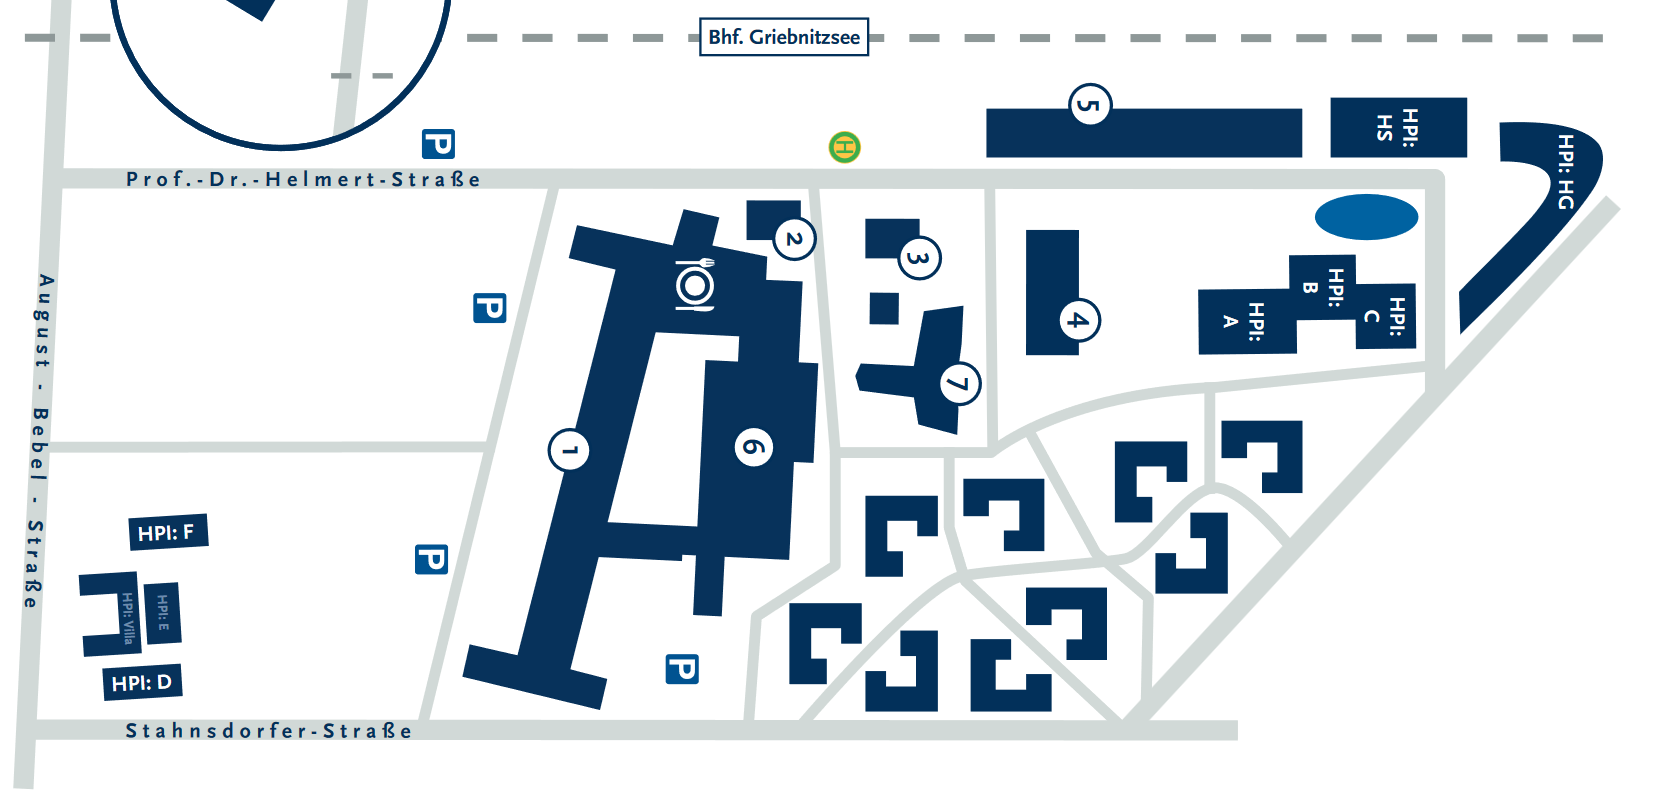 Bhf. Griebnitzsee
P
H
5
HPI:
HS
HPI: HG
Prof.-Dr.-Helmert-Straße
2
3
P
4
HPI:
A
HPI:
B
HPI:
C
7
August - Bebel - Straße
1
6
HPI: F
P
HPI: Villa
HPI: E
HPI: D
P
Stahnsdorfer-Straße